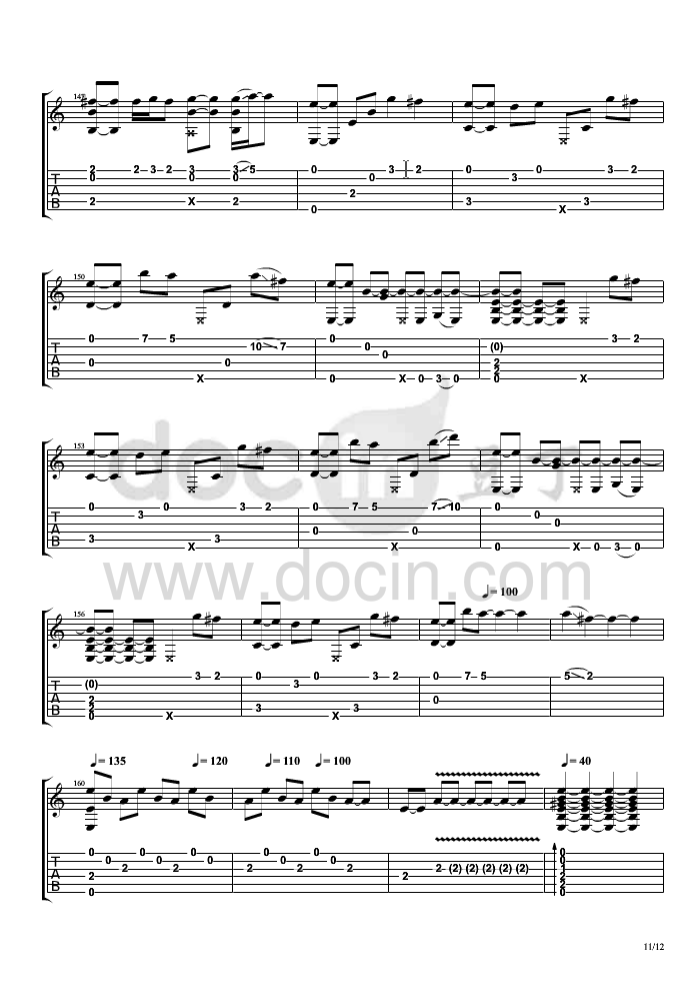 147
2 2 3 2 3 3 5 0 3 2 0 0 3 2
T 0 0 0 0 3
A 2
B 2 X 2 3 3
0 X
150
0 7 5 0 3 2
T 10 7 0 (0)
A 0 0 0 2
B 2
X 0 X 0 3 0 0 X
docin 豆丁
153
0 0 3 2 0 7 5 7 10 0
T 3 0
A 0 0 0
B 3 3
X X X 0 3 0
www.docin.com
= 100
156
3 2 0 0 3 2 0 7 5 5 2
T (0) 3
A 2 0
B 2 3 3
0 X X
= 135 = 120 = 110 = 100 = 40
160
0 0 0 0 0 0
T 0 0 0 0 0
A 2 2 2 2 2 (2) (2) (2) (2) (2) 1
B 2 2 2
0 2
0
11/12